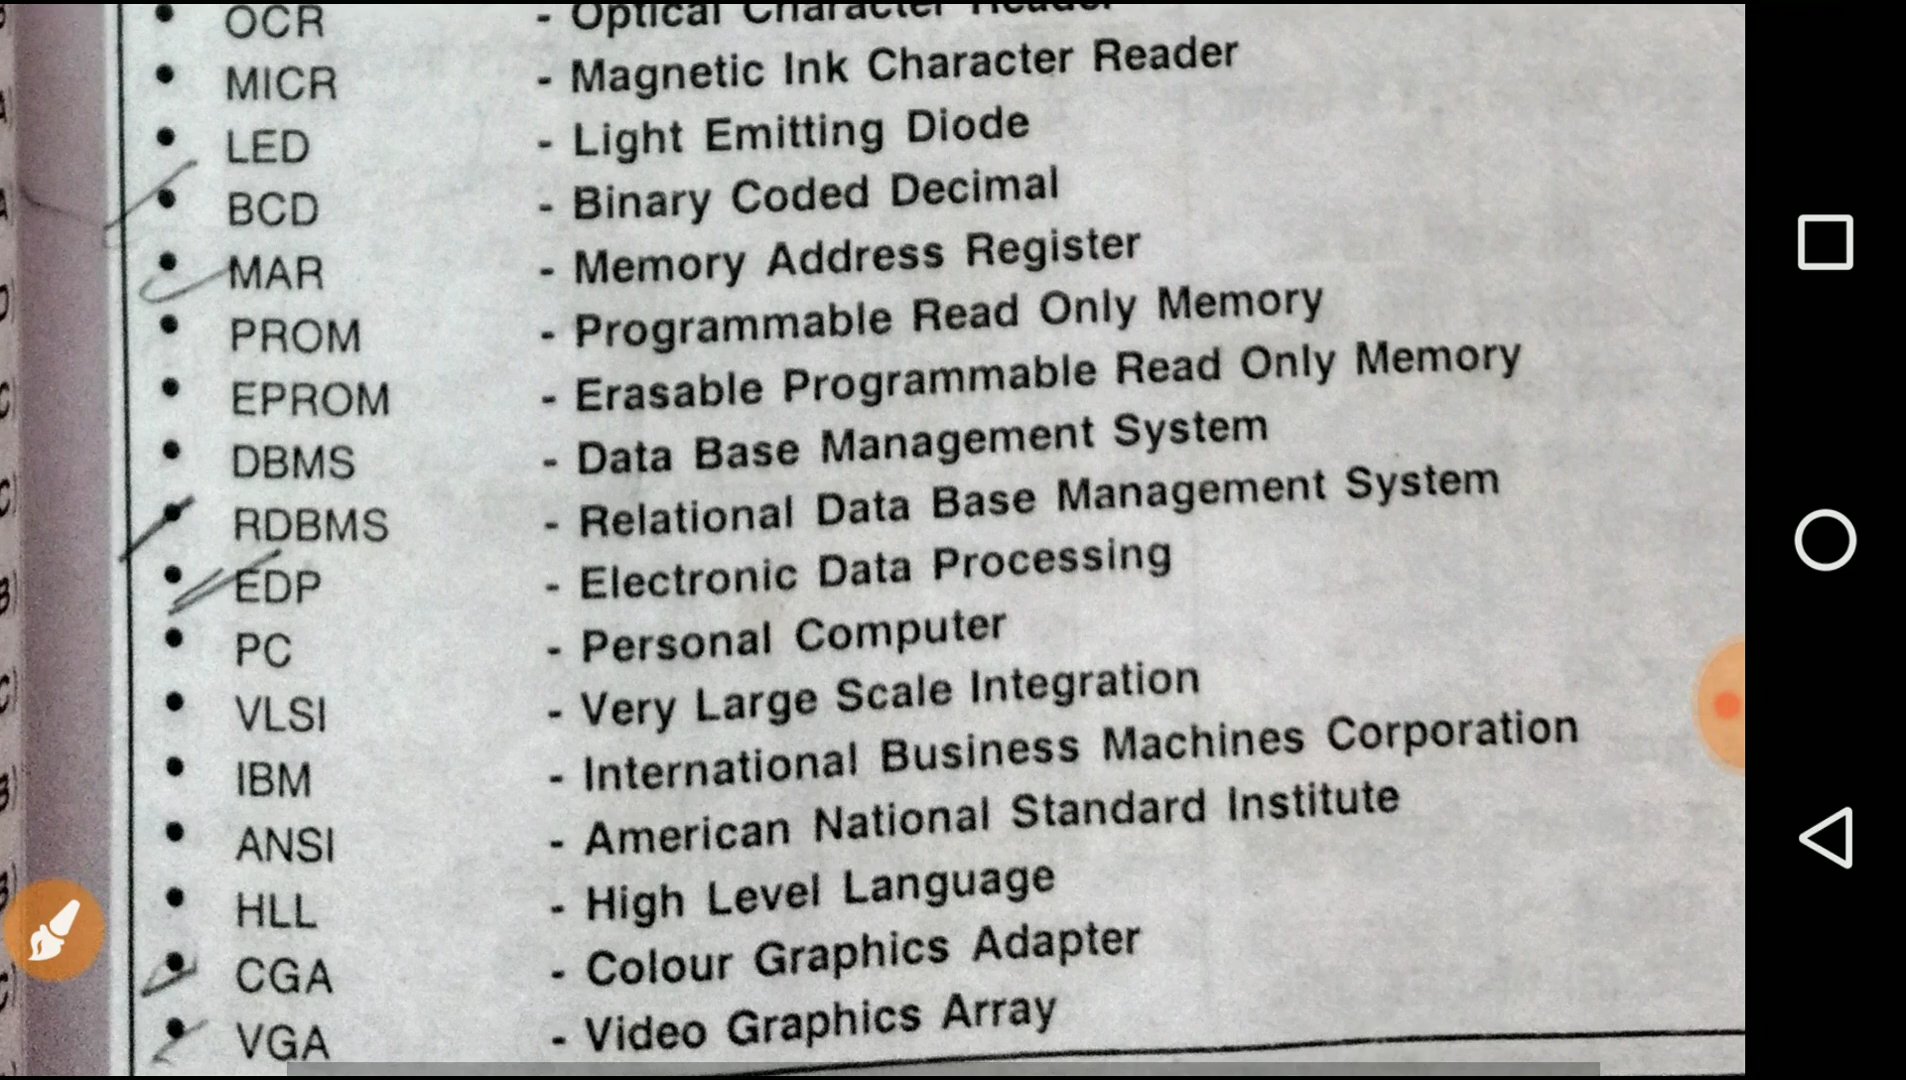 • OCR - Optical Character Reader
• MICR - Magnetic Ink Character Reader
• LED - Light Emitting Diode
• BCD - Binary Coded Decimal
• MAR - Memory Address Register
• PROM - Programmable Read Only Memory
• EPROM - Erasable Programmable Read Only Memory
• DBMS - Data Base Management System
• RDBMS - Relational Data Base Management System
• EDP - Electronic Data Processing
• PC - Personal Computer
• VLSI - Very Large Scale Integration
• IBM - International Business Machines Corporation
• ANSI - American National Standard Institute
• HLL - High Level Language
• CGA - Colour Graphics Adapter
• VGA - Video Graphics Array